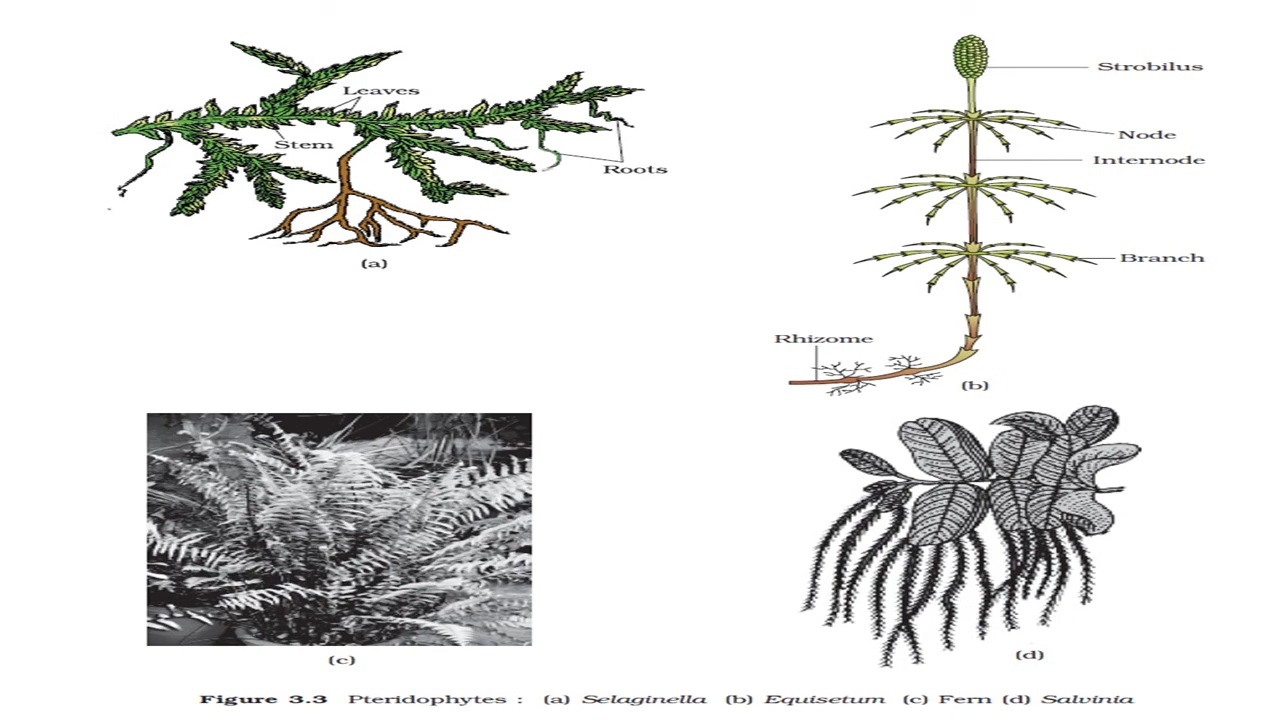 Leaves
Stem
Roots
(a)
Strobilus
Node
Internode
Branch
Rhizome
(b)
(c)
(d)
Figure 3.3 Pteridophytes : (a) Selaginella (b) Equisetum (c) Fern (d) Salvinia